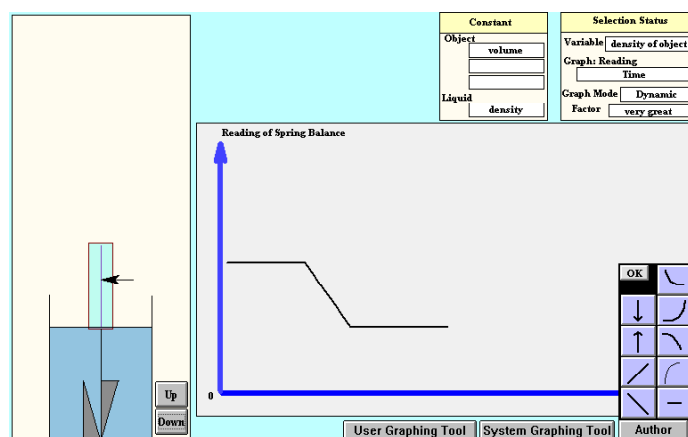 Constant
Object
volume
Liquid
density
Selection Status
Variable density of object
Graph: Reading
Time
Graph Mode Dynamic
Factor very great
Reading of Spring Balance
0
OK
Up
Down
User Graphing Tool
System Graphing Tool
Author